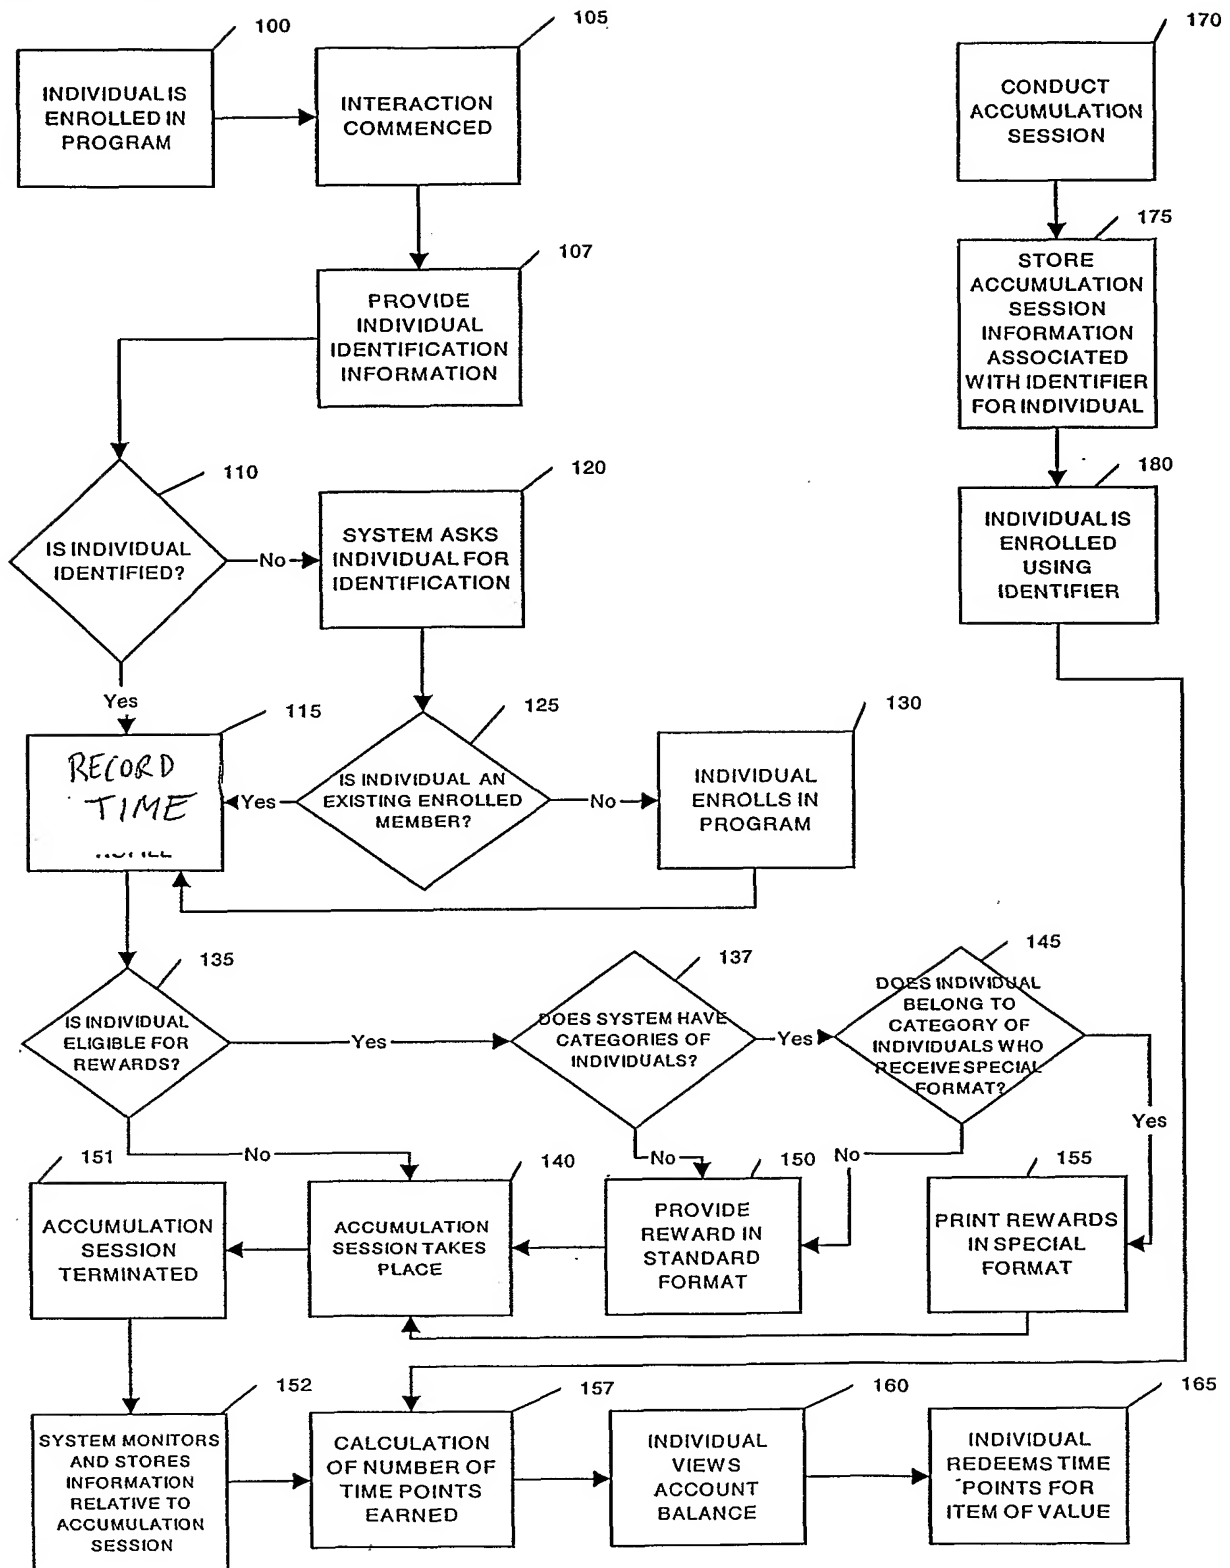 100
INDIVIDUAL IS
ENROLLED IN
PROGRAM
105
INTERACTION
COMMENCED
170
CONDUCT
ACCUMULATION
SESSION
107
PROVIDE
INDIVIDUAL
IDENTIFICATION
INFORMATION
175
STORE
ACCUMULATION
SESSION
INFORMATION
ASSOCIATED
WITH IDENTIFIER
FOR INDIVIDUAL
110
IS INDIVIDUAL
IDENTIFIED?
No
120
SYSTEM ASKS
INDIVIDUAL FOR
IDENTIFICATION
180
INDIVIDUAL IS
ENROLLED
USING
IDENTIFIER
Yes
115
RECORD
TIME
125
IS INDIVIDUAL AN
EXISTING ENROLLED
MEMBER?
Yes
No
130
INDIVIDUAL
ENROLLS IN
PROGRAM
135
IS INDIVIDUAL
ELIGIBLE FOR
REWARDS?
Yes
137
DOES SYSTEM HAVE
CATEGORIES OF
INDIVIDUALS?
Yes
145
DOES INDIVIDUAL
BELONG TO
CATEGORY OF
INDIVIDUALS WHO
RECEIVE SPECIAL
FORMAT?
Yes
No
No
No
151
ACCUMULATION
SESSION
TERMINATED
140
ACCUMULATION
SESSION TAKES
PLACE
150
PROVIDE
REWARD IN
STANDARD
FORMAT
155
PRINT REWARDS
IN SPECIAL
FORMAT
152
SYSTEM MONITORS
AND STORES
INFORMATION
RELATIVE TO
ACCUMULATION
SESSION
157
CALCULATION
OF NUMBER OF
TIME POINTS
EARNED
160
INDIVIDUAL
VIEWS
ACCOUNT
BALANCE
165
INDIVIDUAL
REDEEMS TIME
POINTS FOR
ITEM OF VALUE